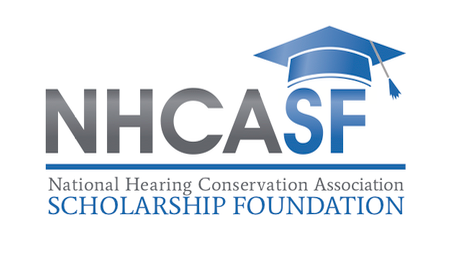 NHCASF
National Hearing Conservation Association
SCHOLARSHIP FOUNDATION